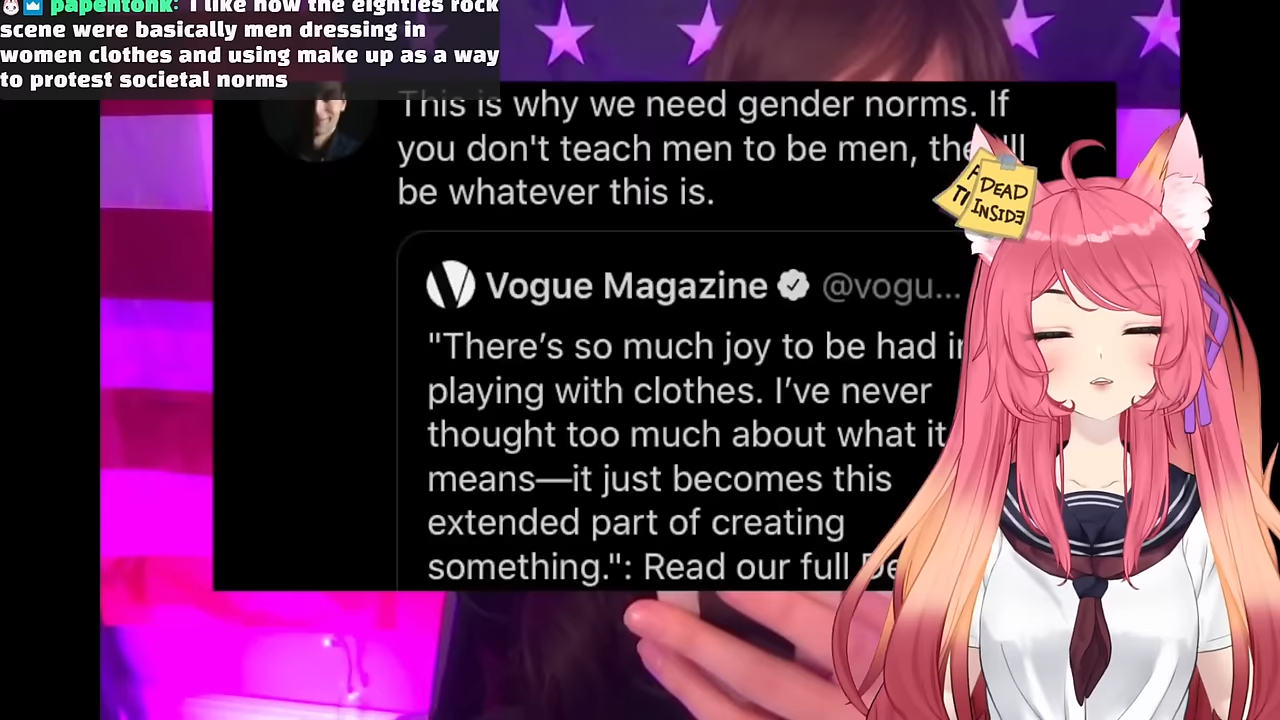 papentonk: I like how the eighties rock
scene were basically men dressing in
women clothes and using make up as a way
to protest societal norms
This is why we need gender norms. If
you don't teach men to be men,
be whatever this is.
DEAD
INSIDE
Vogue Magazine @vogu...
"There's so much joy to be had
playing with clothes. I've never
thought too much about what it
means—it just becomes this
extended part of creating
something.": Read our full